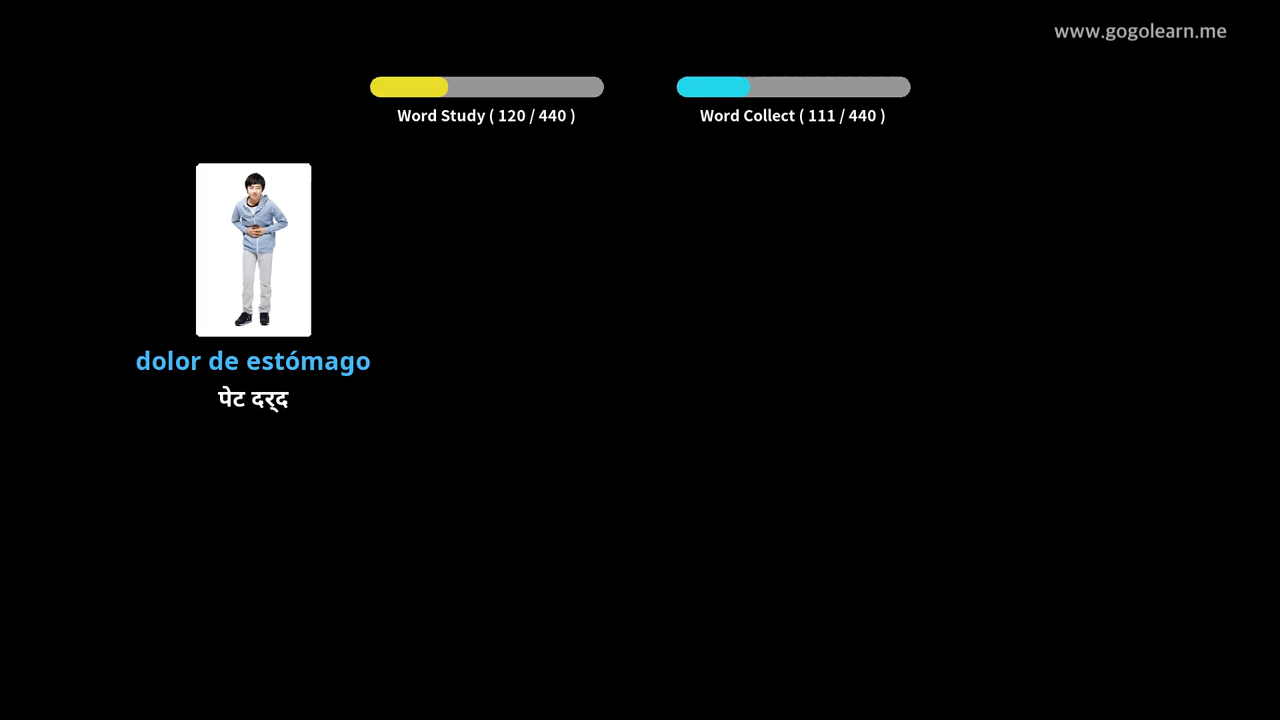 www.gogolearn.me
Word Study ( 120 / 440 )
Word Collect ( 111 / 440 )
dolor de estómago
पेट दर्द